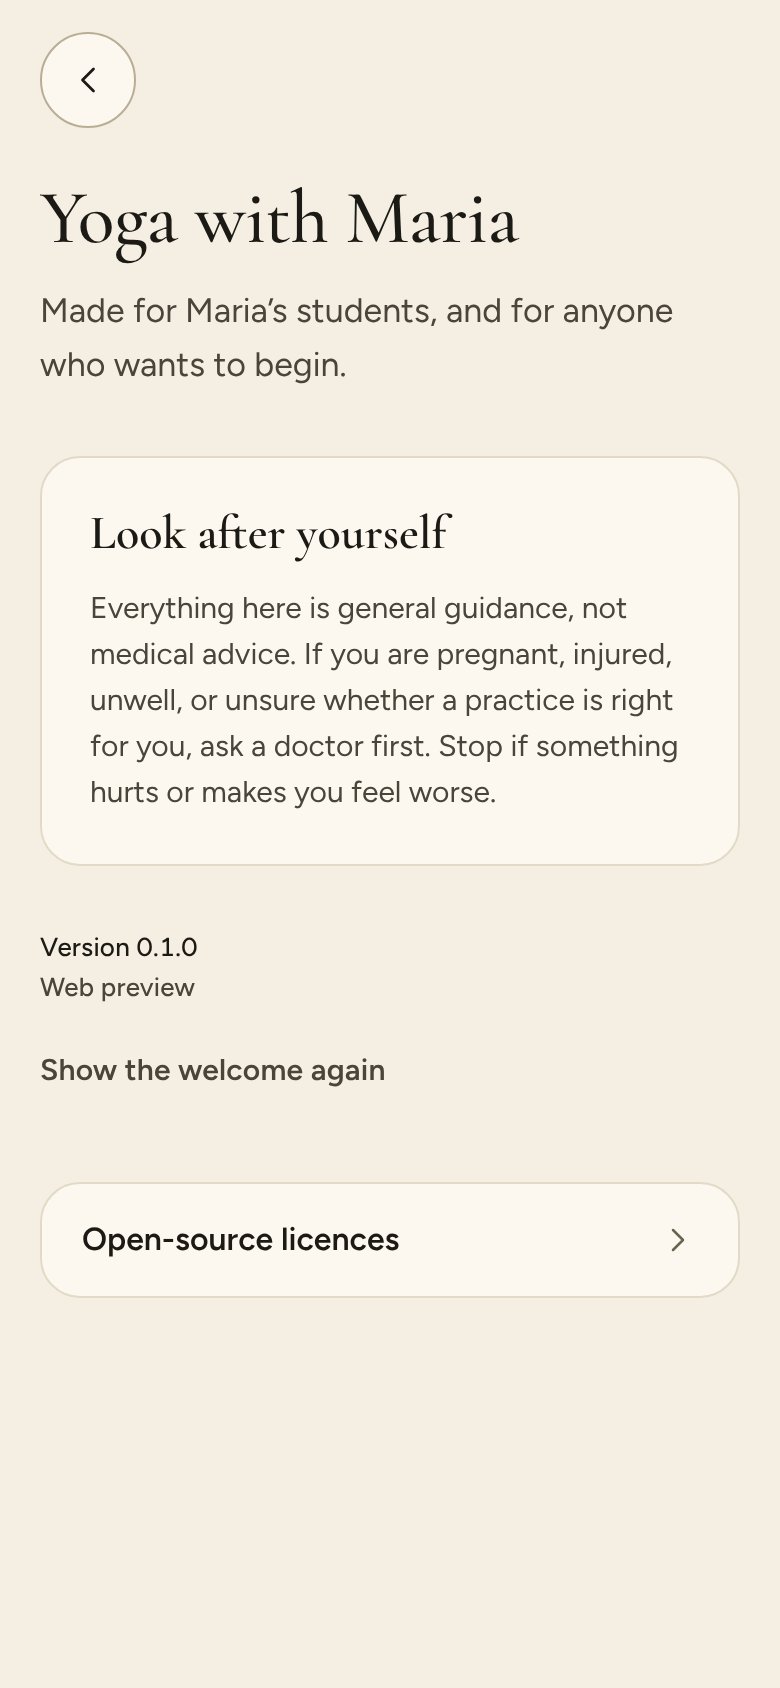 Yoga with Maria
Made for Maria’s students, and for anyone
who wants to begin.
Look after yourself
Everything here is general guidance, not
medical advice. If you are pregnant, injured,
unwell, or unsure whether a practice is right
for you, ask a doctor first. Stop if something
hurts or makes you feel worse.
Version 0.1.0
Web preview
Show the welcome again
Open-source licences